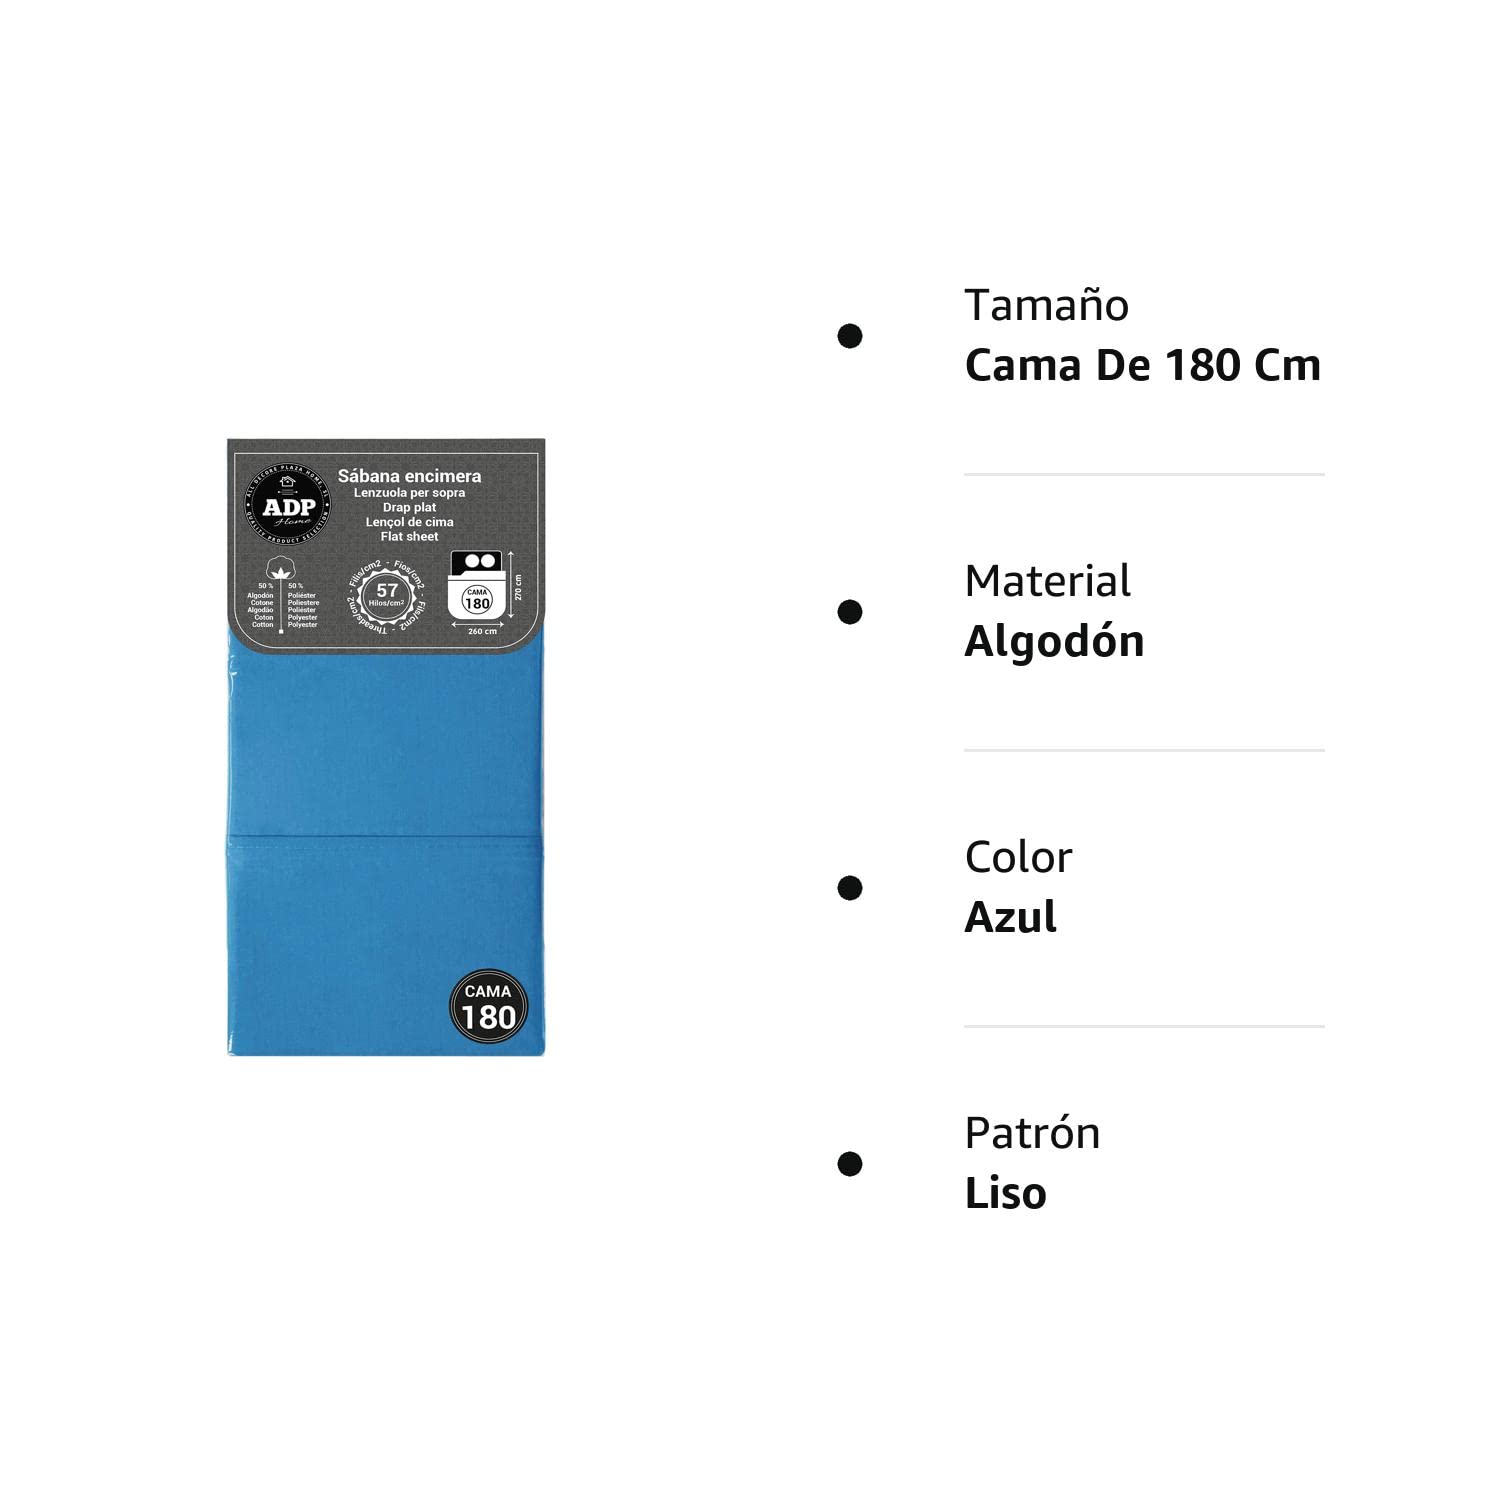 ALL DECORE PLAZA HOME, SL
ADP
Home
QUALITY PRODUCT SELECTION
Sábana encimera
Lenzuola per sopra
Drap plat
Lençol de cima
Flat sheet
50 % 50 %
Algodón Poliéster
Cotone Poliestere
Algodão Poliéster
Coton Polyester
Cotton Polyester
Threads/cm2 - Filis/cm2 - Fios/cm2 - Fils/cm2 -
57
Hilos/cm2
CAMA
180
270 cm
260 cm
CAMA
180
Tamaño
Cama De 180 Cm
Material
Algodón
Color
Azul
Patrón
Liso